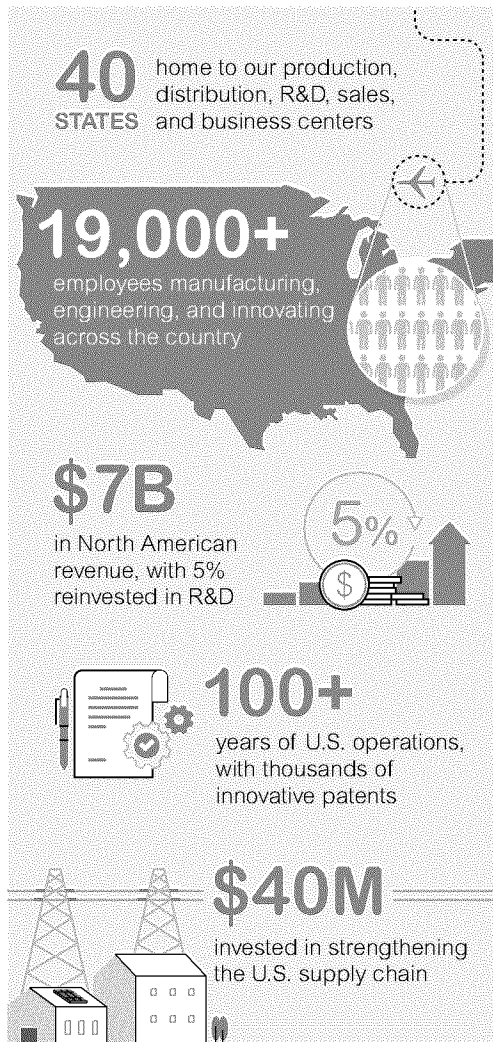 40
STATES
home to our production,
distribution, R&D, sales,
and business centers
19,000+
employees manufacturing,
engineering, and innovating
across the country
$7B
in North American
revenue, with 5%
reinvested in R&D
5%
$
100+
years of U.S. operations,
with thousands of
innovative patents
$40M
invested in strengthening
the U.S. supply chain